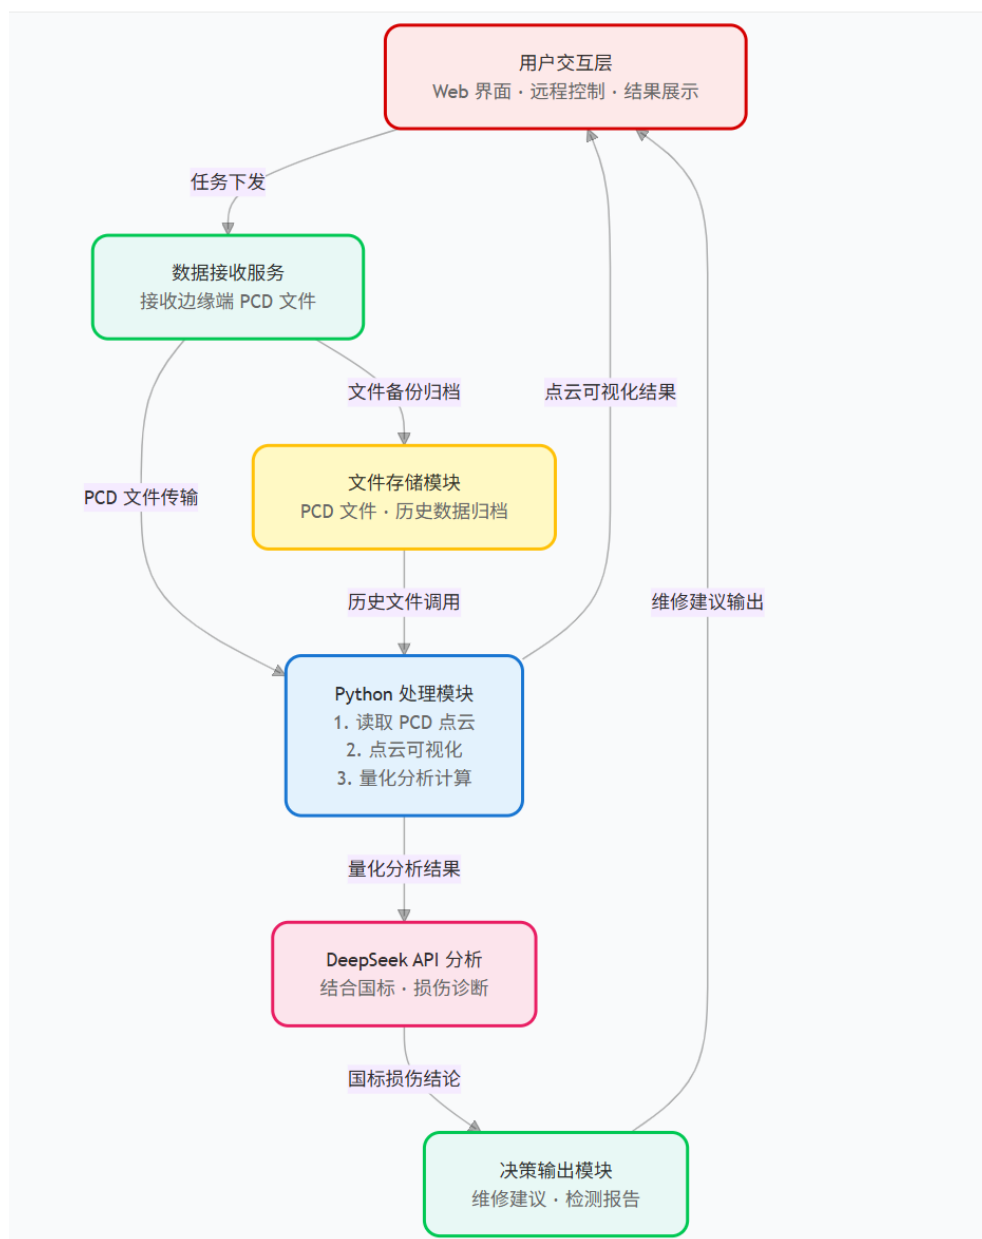 用户交互层
Web 界面 · 远程控制 · 结果展示
任务下发
数据接收服务
接收边缘端 PCD 文件
文件备份归档
点云可视化结果
PCD 文件传输
文件存储模块
PCD 文件 · 历史数据归档
历史文件调用
维修建议输出
Python 处理模块
1. 读取 PCD 点云
2. 点云可视化
3. 量化分析计算
量化分析结果
DeepSeek API 分析
结合国标 · 损伤诊断
国标损伤结论
决策输出模块
维修建议 · 检测报告